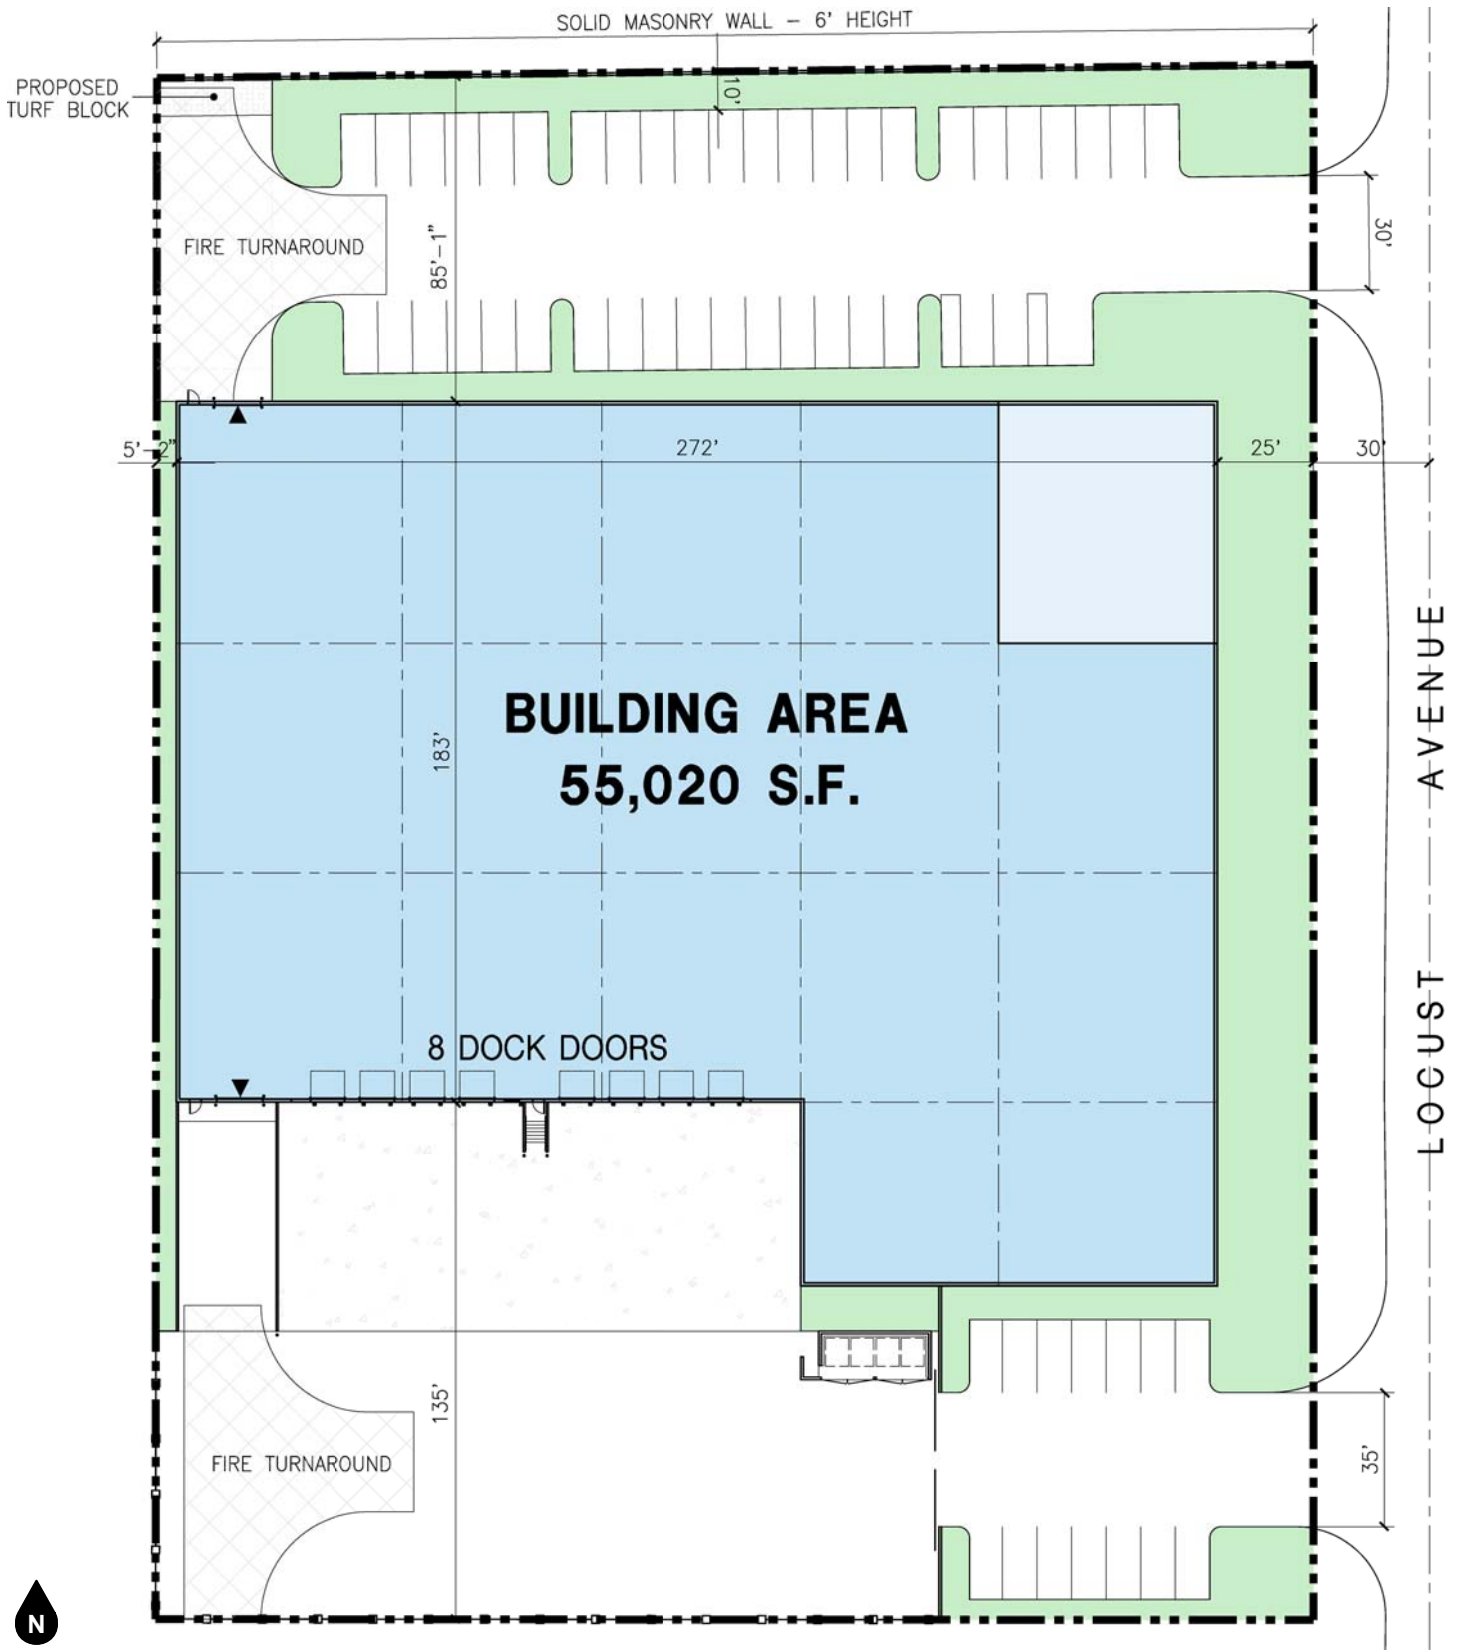 SOLID MASONRY WALL – 6' HEIGHT
PROPOSED
TURF BLOCK
10'
FIRE TURNAROUND
85'–1"
30'
5'–2"
272'
25'
30'
BUILDING AREA
55,020 S.F.
183'
LOCUST AVENUE
8 DOCK DOORS
135'
FIRE TURNAROUND
35'
N